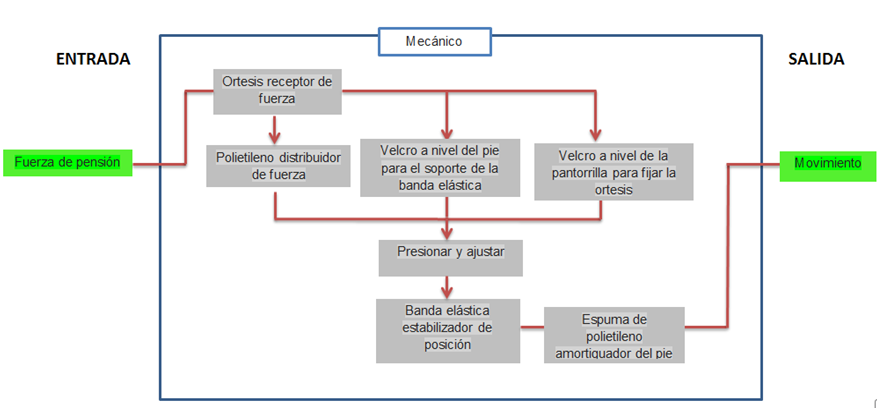 Mecánico
ENTRADA
SALIDA
Ortesis receptor de
fuerza
Fuerza de pensión
Polietileno distribuidor
de fuerza
Velcro a nivel del pie
para el soporte de la
banda elástica
Velcro a nivel de la
pantorrilla para fijar la
ortesis
Movimiento
Presionar y ajustar
Banda elástica
estabilizador de
posición
Espuma de
polietileno
amortiguador del pie